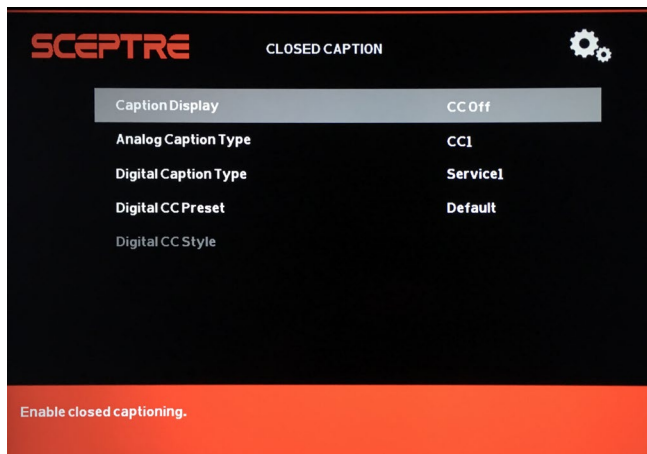 SCEPTRE CLOSED CAPTION
Caption Display CC Off
Analog Caption Type CC1
Digital Caption Type Service1
Digital CC Preset Default
Digital CC Style
Enable closed captioning.